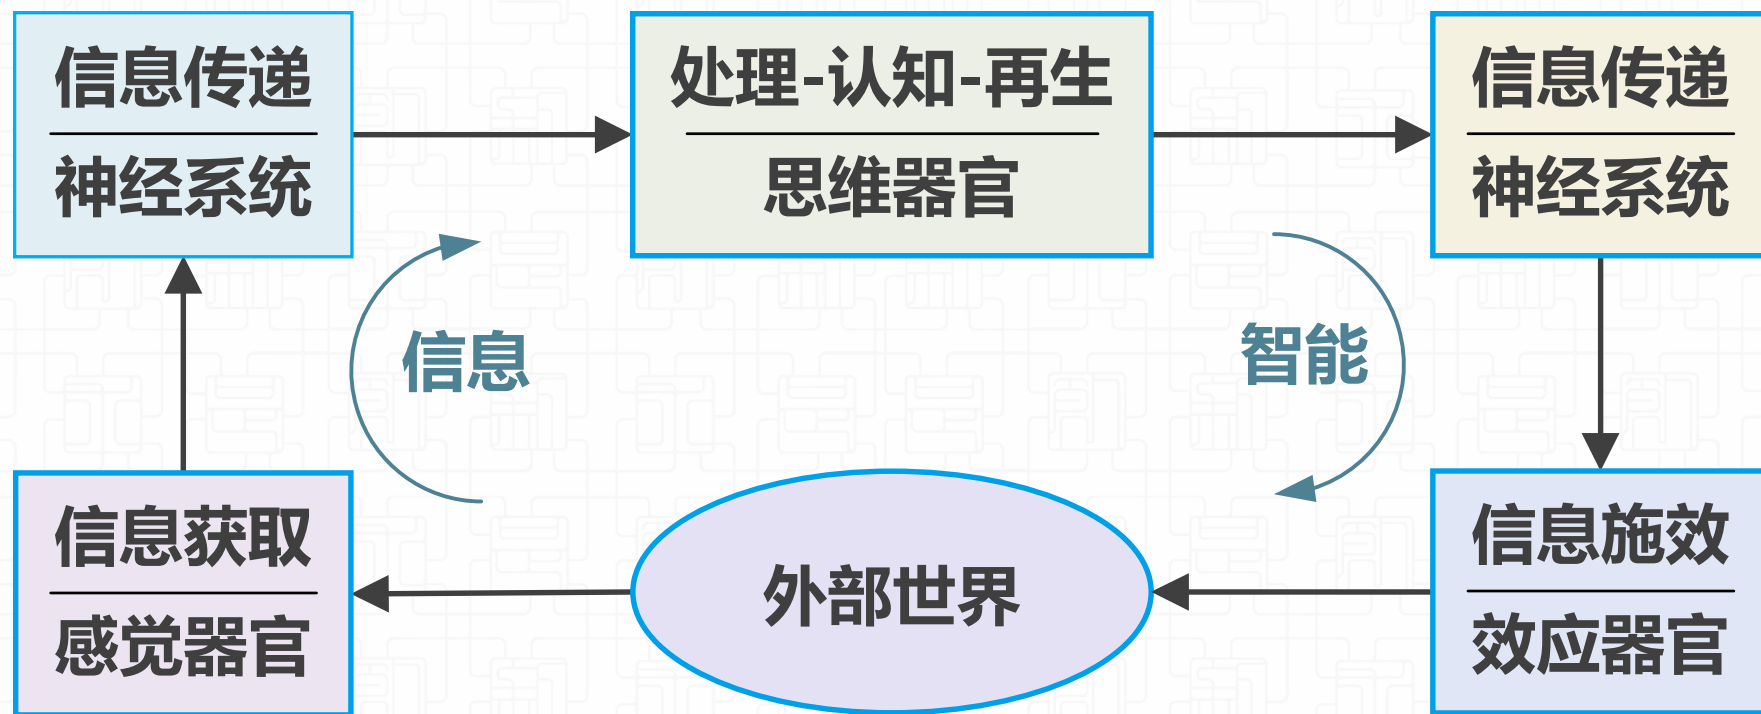 信息传递
神经系统
处理-认知-再生
思维器官
信息传递
神经系统
信息
智能
信息获取
感觉器官
外部世界
信息施效
效应器官